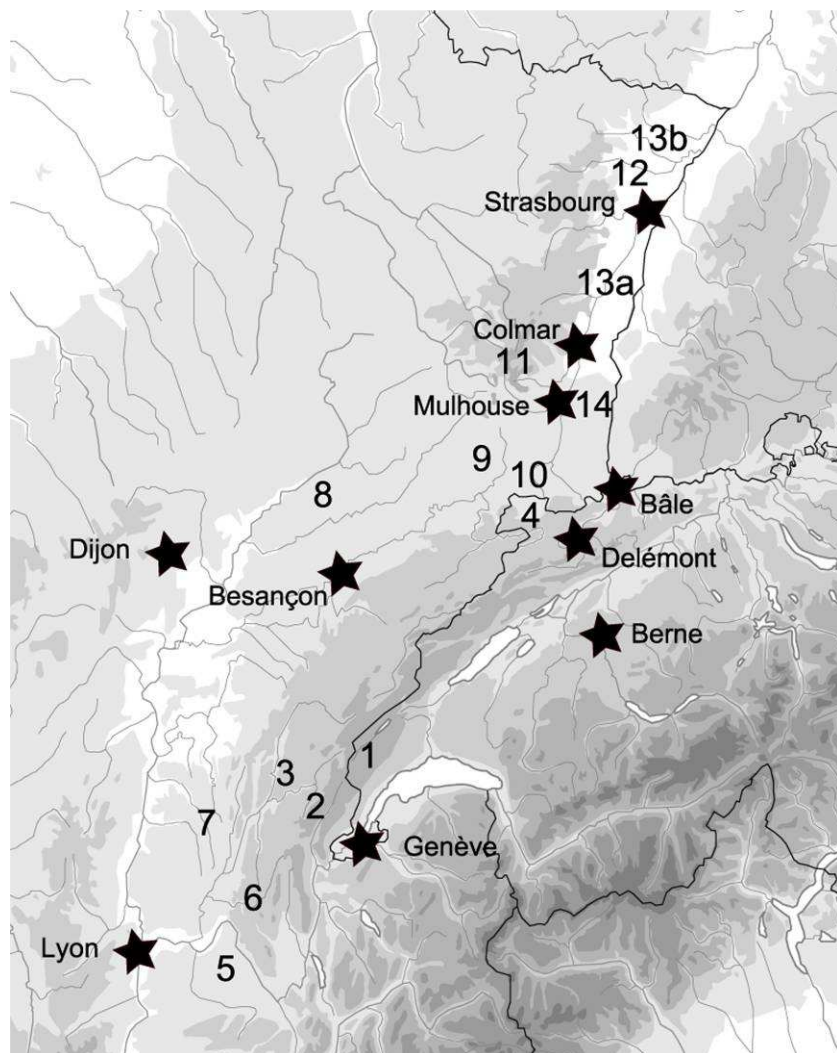 13b
12
Strasbourg
13a
Colmar
11
Mulhouse
14
9
10
8
4
Bâle
Dijon
Delémont
Besançon
Berne
1
3
2
7
Genève
6
Lyon
5